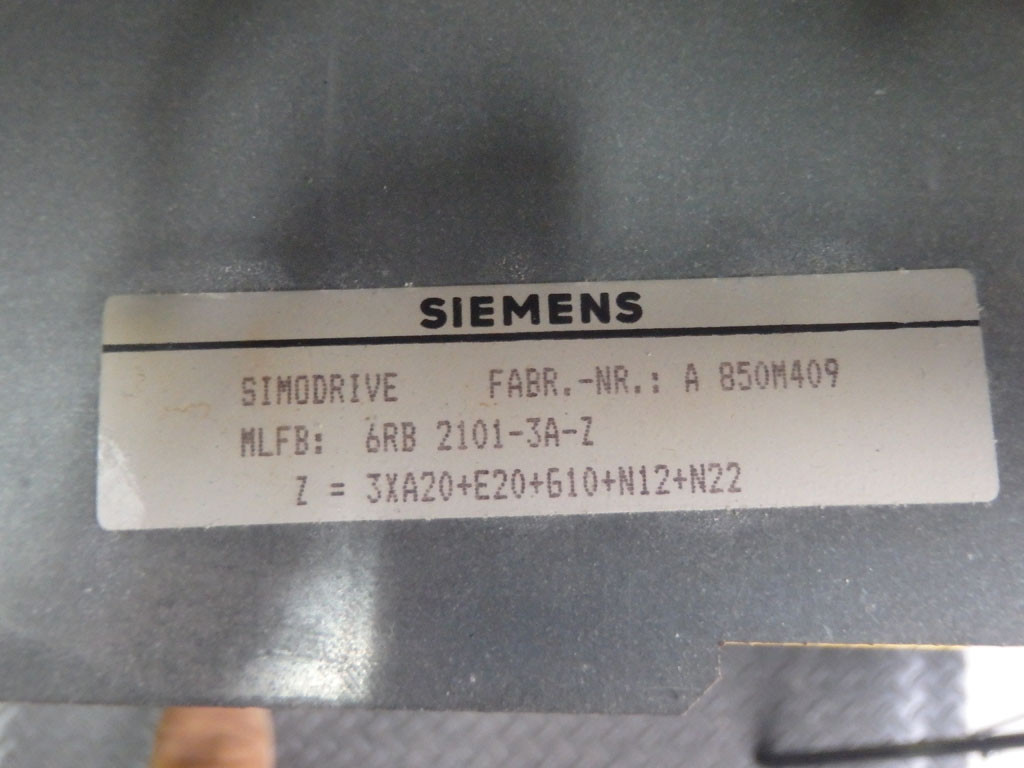 SIEMENS
SIMODRIVE FABR.-NR.: A 850M409
MLFB: 6RB 2101-3A-Z
Z = 3XA20+E20+G10+N12+N22